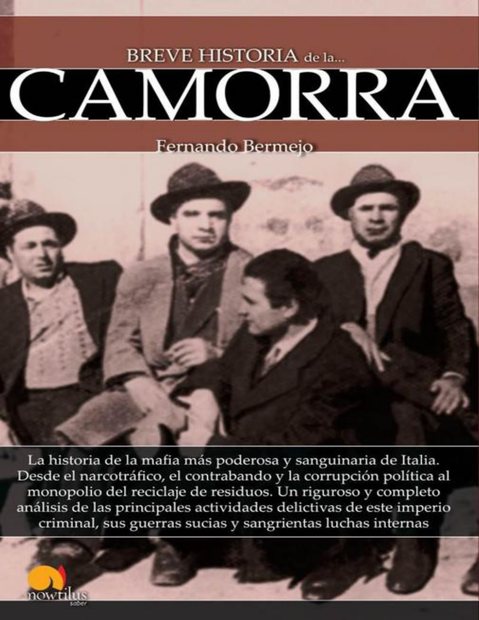 BREVE HISTORIA de la...
CAMORRA
Fernando Bermejo
La historia de la mafia más poderosa y sanguinaria de Italia.
Desde el narcotráfico, el contrabando y la corrupción política al
monopolio del reciclaje de residuos. Un riguroso y completo
análisis de las principales actividades delictivas de este imperio
criminal, sus guerras sucias y sangrientas luchas internas
nowtilus
saber